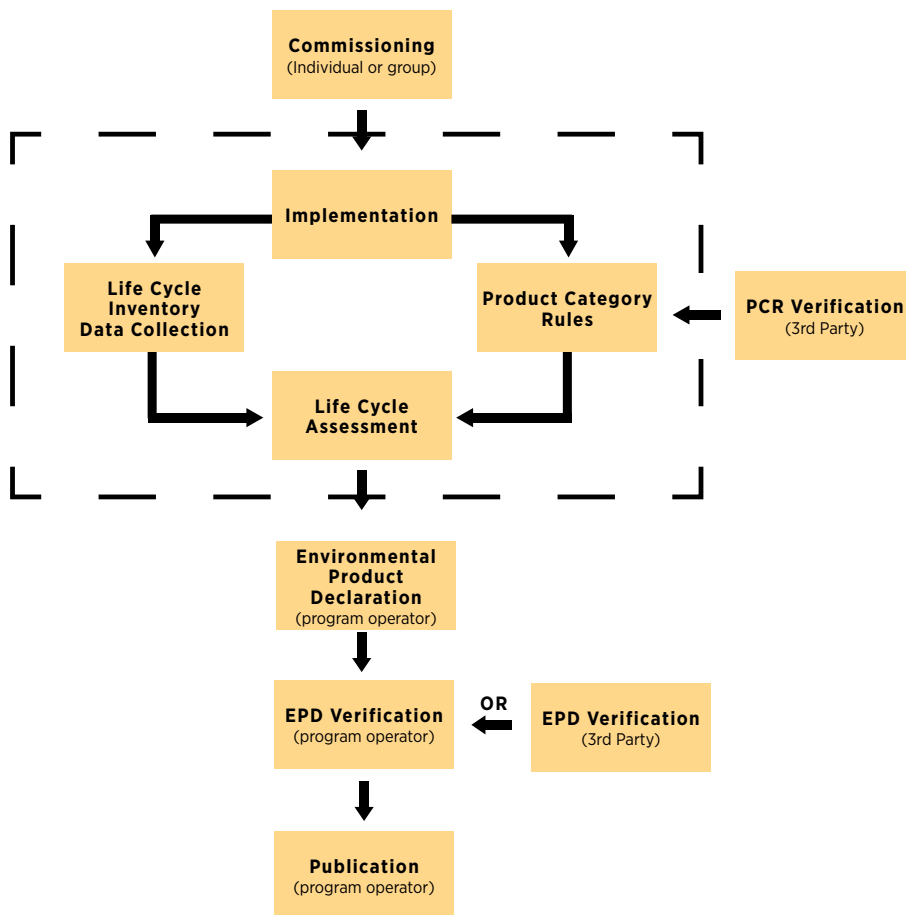 Commissioning
(Individual or group)
Implementation
Life Cycle
Inventory
Data Collection
Product Category
Rules
PCR Verification
(3rd Party)
Life Cycle
Assessment
Environmental
Product
Declaration
(program operator)
EPD Verification
(program operator)
OR
EPD Verification
(3rd Party)
Publication
(program operator)